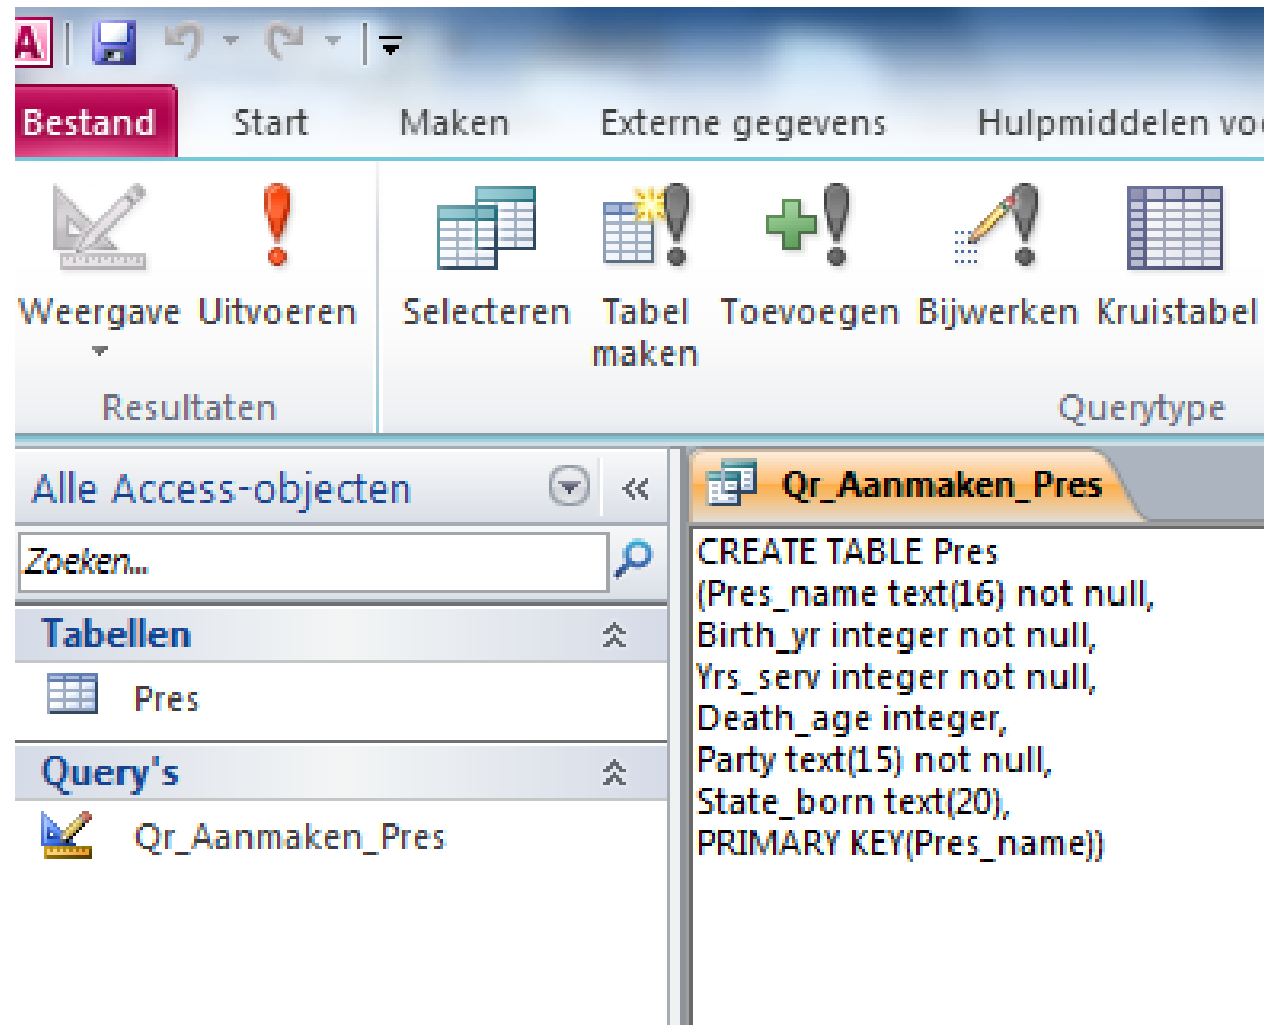 A
Bestand Start Maken Externe gegevens Hulpmiddelen voo
Weergave Uitvoeren Selecteren Tabel maken Toevoegen Bijwerken Kruistabel
Resultaten Querytype
Alle Access-objecten
Zoeken...
Tabellen
Pres
Query's
Qr_Aanmaken_Pres
Qr_Aanmaken_Pres
CREATE TABLE Pres
(Pres_name text(16) not null,
Birth_yr integer not null,
Yrs_serv integer not null,
Death_age integer,
Party text(15) not null,
State_born text(20),
PRIMARY KEY(Pres_name))